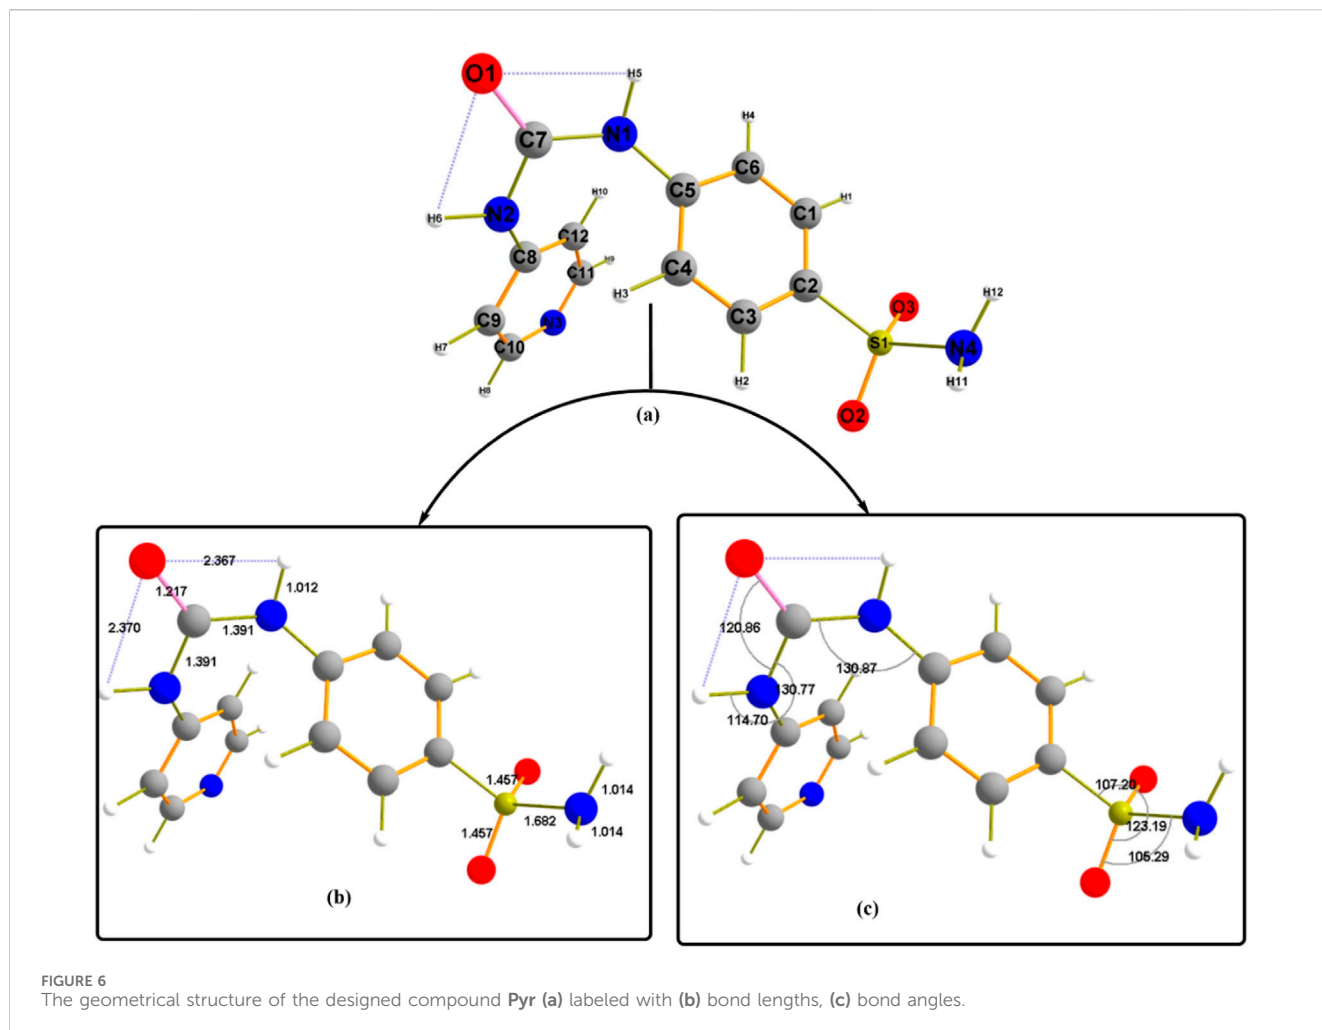 O1
H5
C7
N1
H4
C6
C5
H10
H6
N2
C1
H1
C12
C8
C11
H9
C4
H3
C2
H12
C9
N3
C3
O3
C10
S1
N4
H7
H8
H2
H11
O2
(a)
2.367
1.217
1.012
2.370
1.391
1.391
1.457
1.014
1.457
1.682
1.014
(b)
120.86
130.87
130.77
114.70
107.20
123.19
105.29
(c)
FIGURE 6
The geometrical structure of the designed compound Pyr (a) labeled with (b) bond lengths, (c) bond angles.